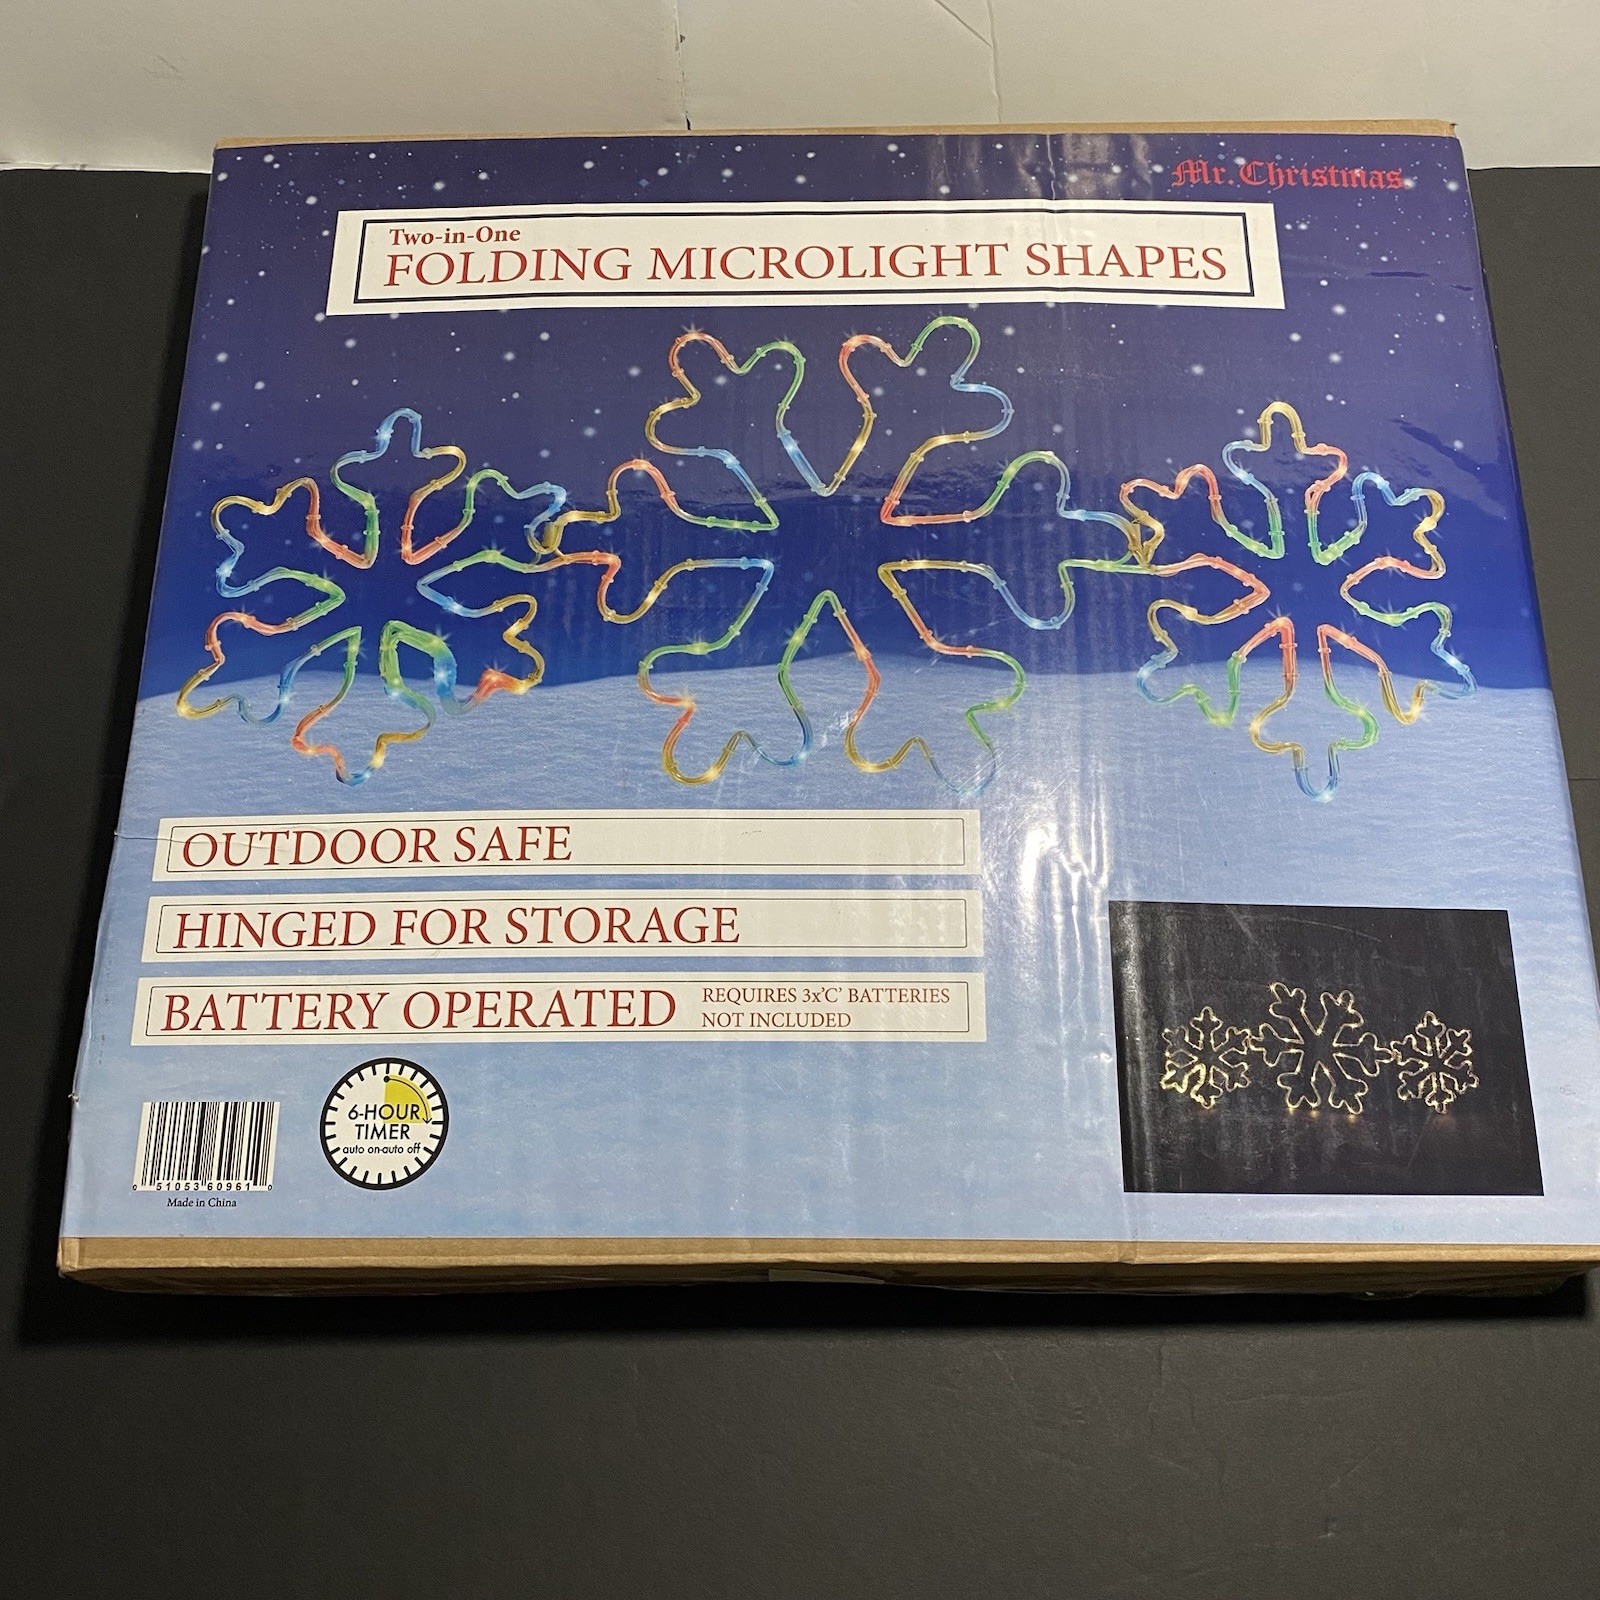 Mr. Christmas
Two-in-One
FOLDING MICROLIGHT SHAPES
OUTDOOR SAFE
HINGED FOR STORAGE
BATTERY OPERATED
REQUIRES 3x'C' BATTERIES
NOT INCLUDED
6-HOUR
TIMER
auto on-auto off
0 51053 60961 0
Made in China